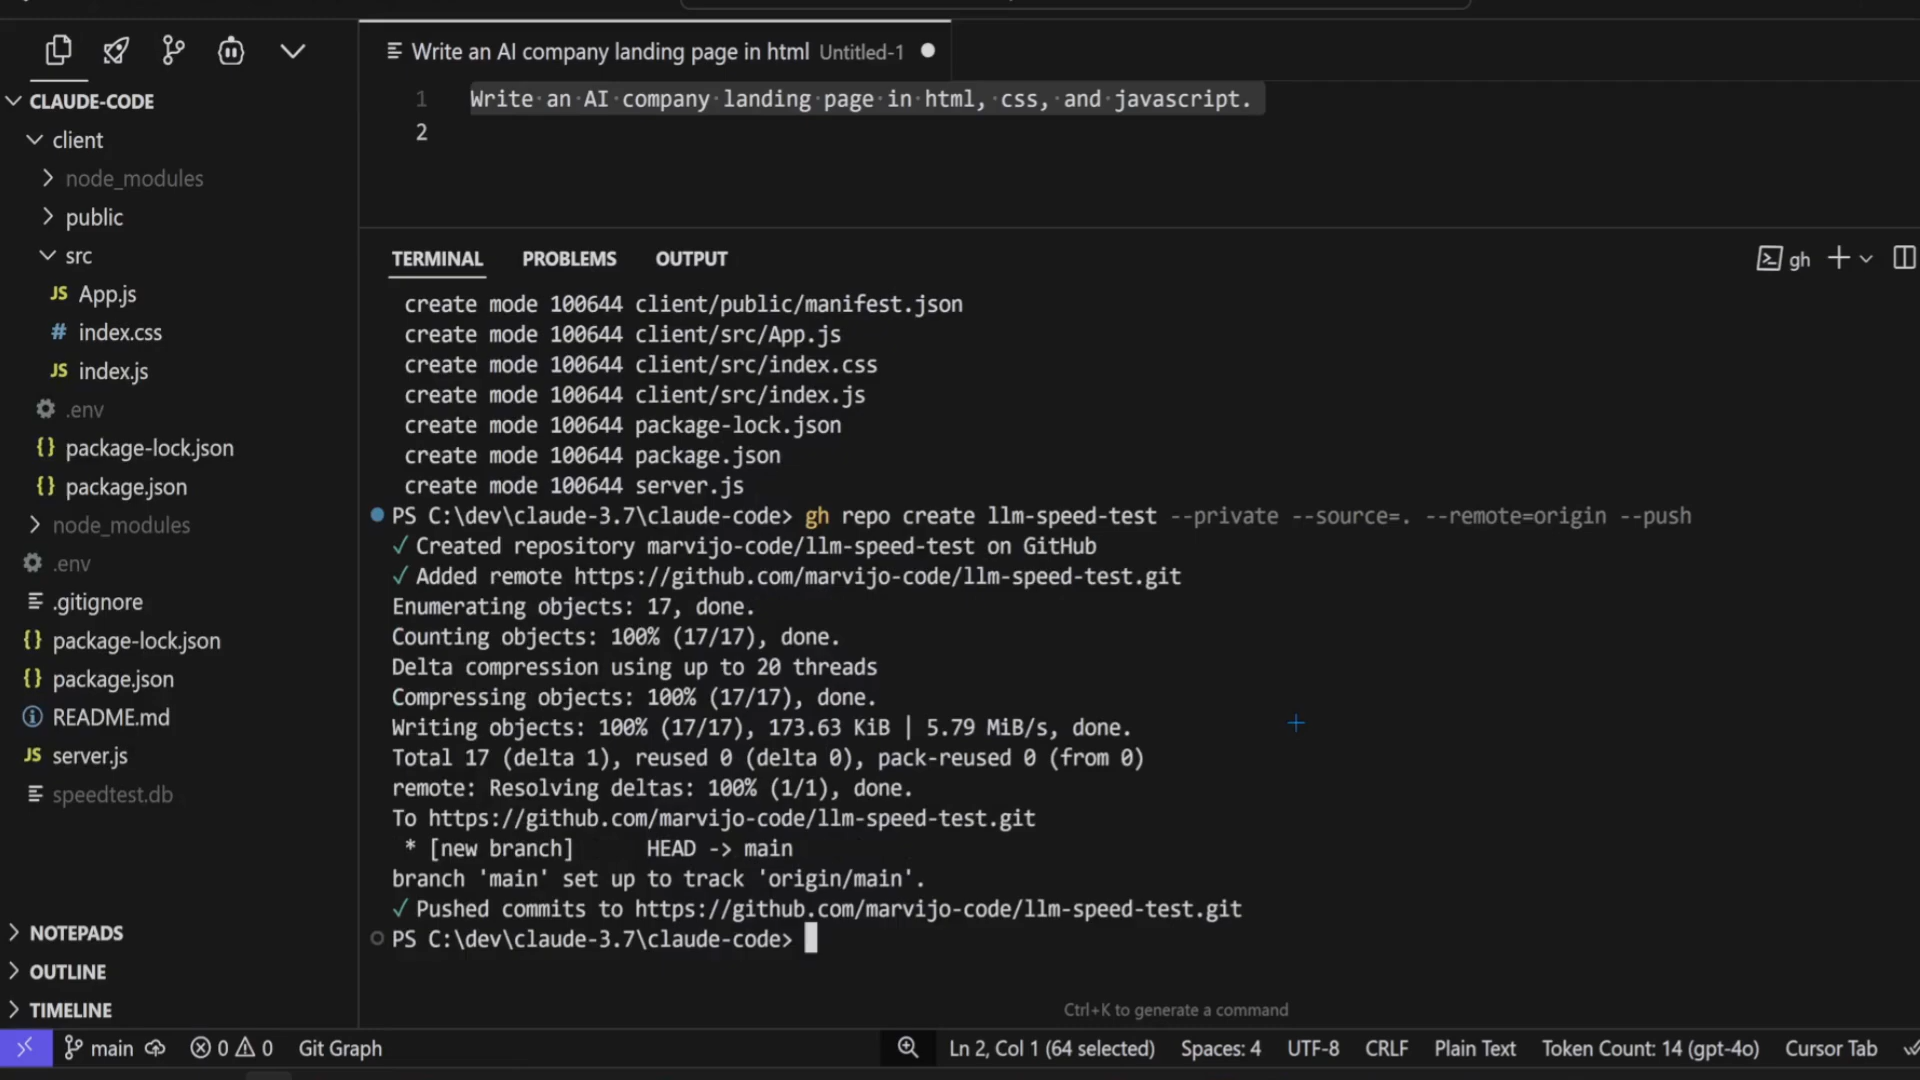 CLAUDE-CODE
client
node_modules
public
src
JS App.js
# index.css
JS index.js
.env
{} package-lock.json
{} package.json
node_modules
.env
.gitignore
{} package-lock.json
{} package.json
README.md
JS server.js
speedtest.db
NOTEPADS
OUTLINE
TIMELINE
Write an AI company landing page in html Untitled-1
1 Write·an·AI·company·landing·page·in·html,·css,·and·javascript.
2
TERMINAL PROBLEMS OUTPUT
gh
create mode 100644 client/public/manifest.json
create mode 100644 client/src/App.js
create mode 100644 client/src/index.css
create mode 100644 client/src/index.js
create mode 100644 package-lock.json
create mode 100644 package.json
create mode 100644 server.js
PS C:\dev\claude-3.7\claude-code> gh repo create llm-speed-test --private --source=. --remote=origin --push
✓ Created repository marvijo-code/llm-speed-test on GitHub
✓ Added remote https://github.com/marvijo-code/llm-speed-test.git
Enumerating objects: 17, done.
Counting objects: 100% (17/17), done.
Delta compression using up to 20 threads
Compressing objects: 100% (17/17), done.
Writing objects: 100% (17/17), 173.63 KiB | 5.79 MiB/s, done.
Total 17 (delta 1), reused 0 (delta 0), pack-reused 0 (from 0)
remote: Resolving deltas: 100% (1/1), done.
To https://github.com/marvijo-code/llm-speed-test.git
* [new branch] HEAD -> main
branch 'main' set up to track 'origin/main'.
✓ Pushed commits to https://github.com/marvijo-code/llm-speed-test.git
PS C:\dev\claude-3.7\claude-code>
Ctrl+K to generate a command
main 0 0 Git Graph Ln 2, Col 1 (64 selected) Spaces: 4 UTF-8 CRLF Plain Text Token Count: 14 (gpt-4o) Cursor Tab